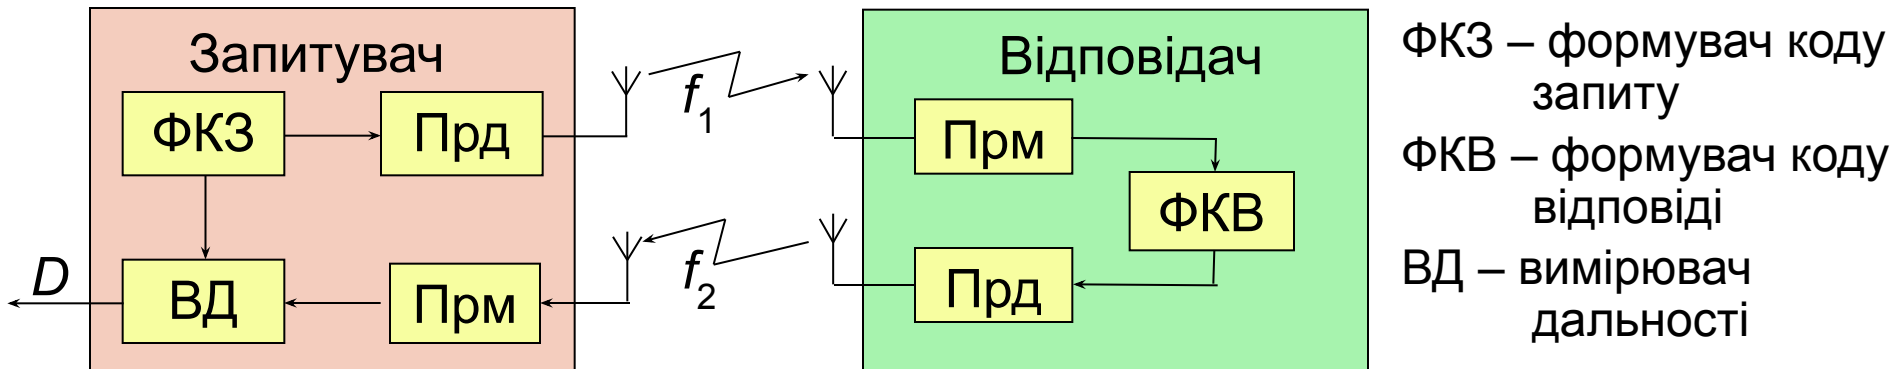 Запитувач
ФКЗ
Прд
ВД
Прм
D
f1
f2
Відповідач
Прм
ФКВ
Прд
ФКЗ – формувач коду
запиту
ФКВ – формувач коду
відповіді
ВД – вимірювач
дальності